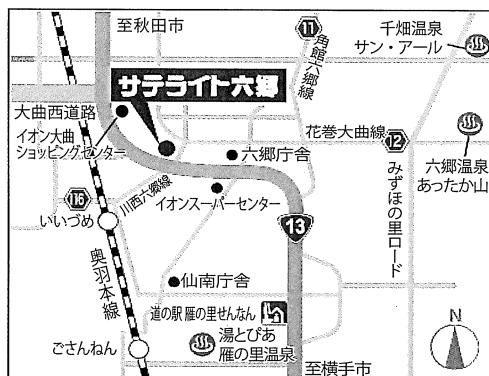 至秋田市
11
角館六郷線
千畑温泉
サン・アール
サテライト六郷
大曲西道路
イオン大曲
ショッピングセンター
花巻大曲線
12
六郷庁舎
六郷温泉
あったか山
116
川西六郷線
イオンスーパーセンター
みずほの里ロード
いいづめ
13
奥羽本線
仙南庁舎
道の駅 雁の里せんなん
湯とぴあ
雁の里温泉
ごさんねん
至横手市
N